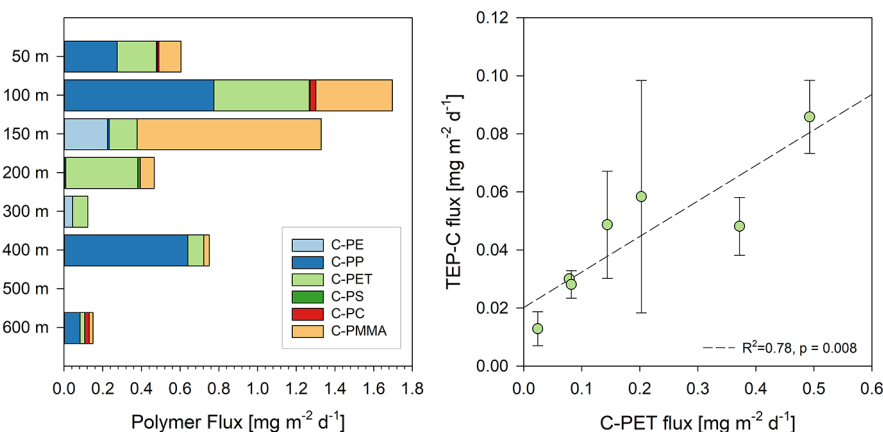 50 m
100 m
150 m
200 m
300 m
400 m
500 m
600 m
C-PE
C-PP
C-PET
C-PS
C-PC
C-PMMA
0.0 0.2 0.4 0.6 0.8 1.0 1.2 1.4 1.6 1.8
Polymer Flux [mg m⁻² d⁻¹]
TEP-C flux [mg m⁻² d⁻¹]
0.12
0.10
0.08
0.06
0.04
0.02
0.00
R²=0.78, p = 0.008
0.0 0.1 0.2 0.3 0.4 0.5 0.6
C-PET flux [mg m⁻² d⁻¹]